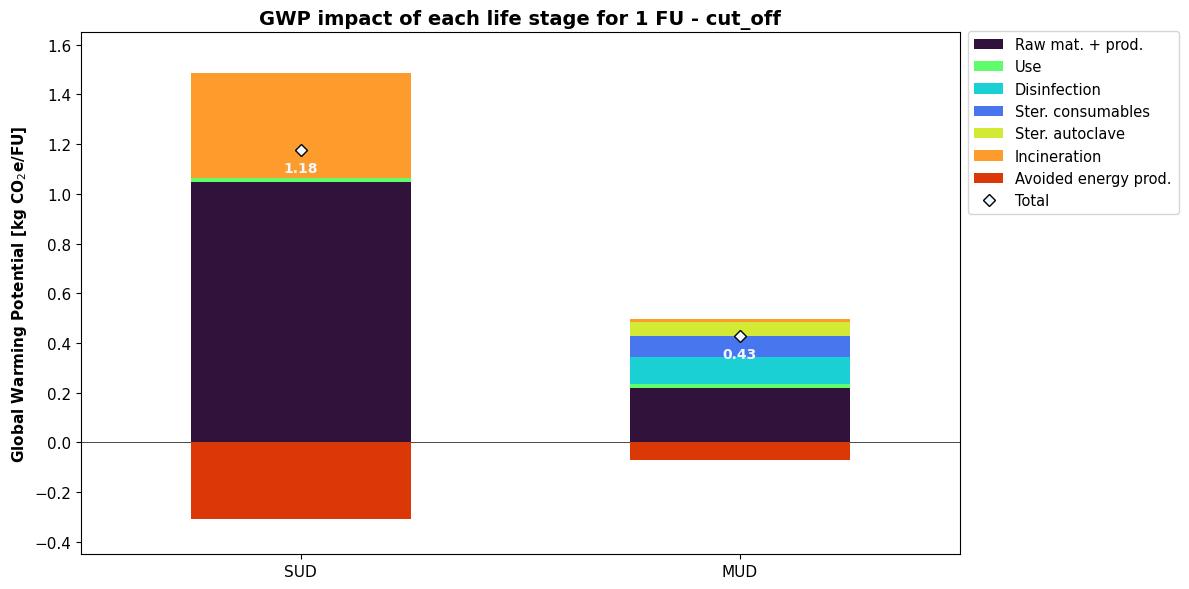 GWP impact of each life stage for 1 FU - cut_off
Global Warming Potential [kg CO₂e/FU]
1.6
1.4
1.2
1.0
0.8
0.6
0.4
0.2
0.0
−0.2
−0.4
1.18
0.43
SUD
MUD
Raw mat. + prod.
Use
Disinfection
Ster. consumables
Ster. autoclave
Incineration
Avoided energy prod.
Total